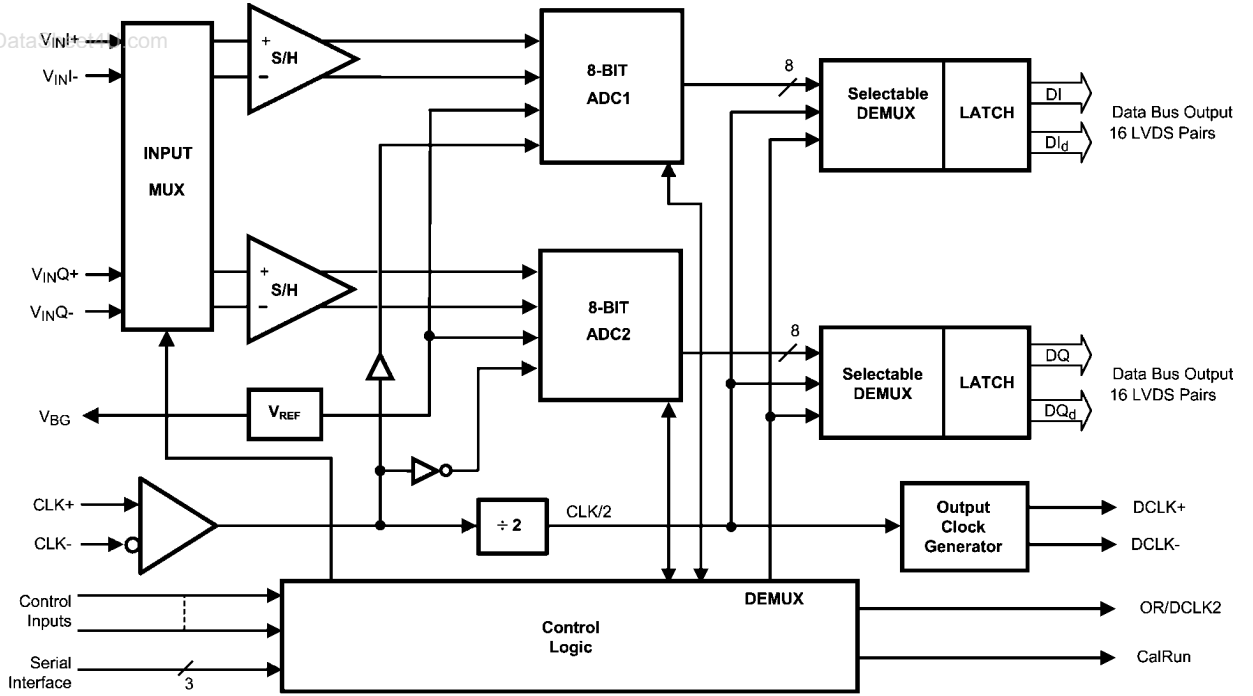 DataSheet4U.com
VINI+
VINI-
INPUT
MUX
+
S/H
−
8-BIT
ADC1
8
Selectable
DEMUX
LATCH
DI
DId
Data Bus Output
16 LVDS Pairs
VINQ+
VINQ-
+
S/H
−
8-BIT
ADC2
8
Selectable
DEMUX
LATCH
DQ
DQd
Data Bus Output
16 LVDS Pairs
VBG
VREF
CLK+
CLK-
÷ 2
CLK/2
Output
Clock
Generator
DCLK+
DCLK-
Control
Inputs
Serial
Interface
3
DEMUX
Control
Logic
OR/DCLK2
CalRun